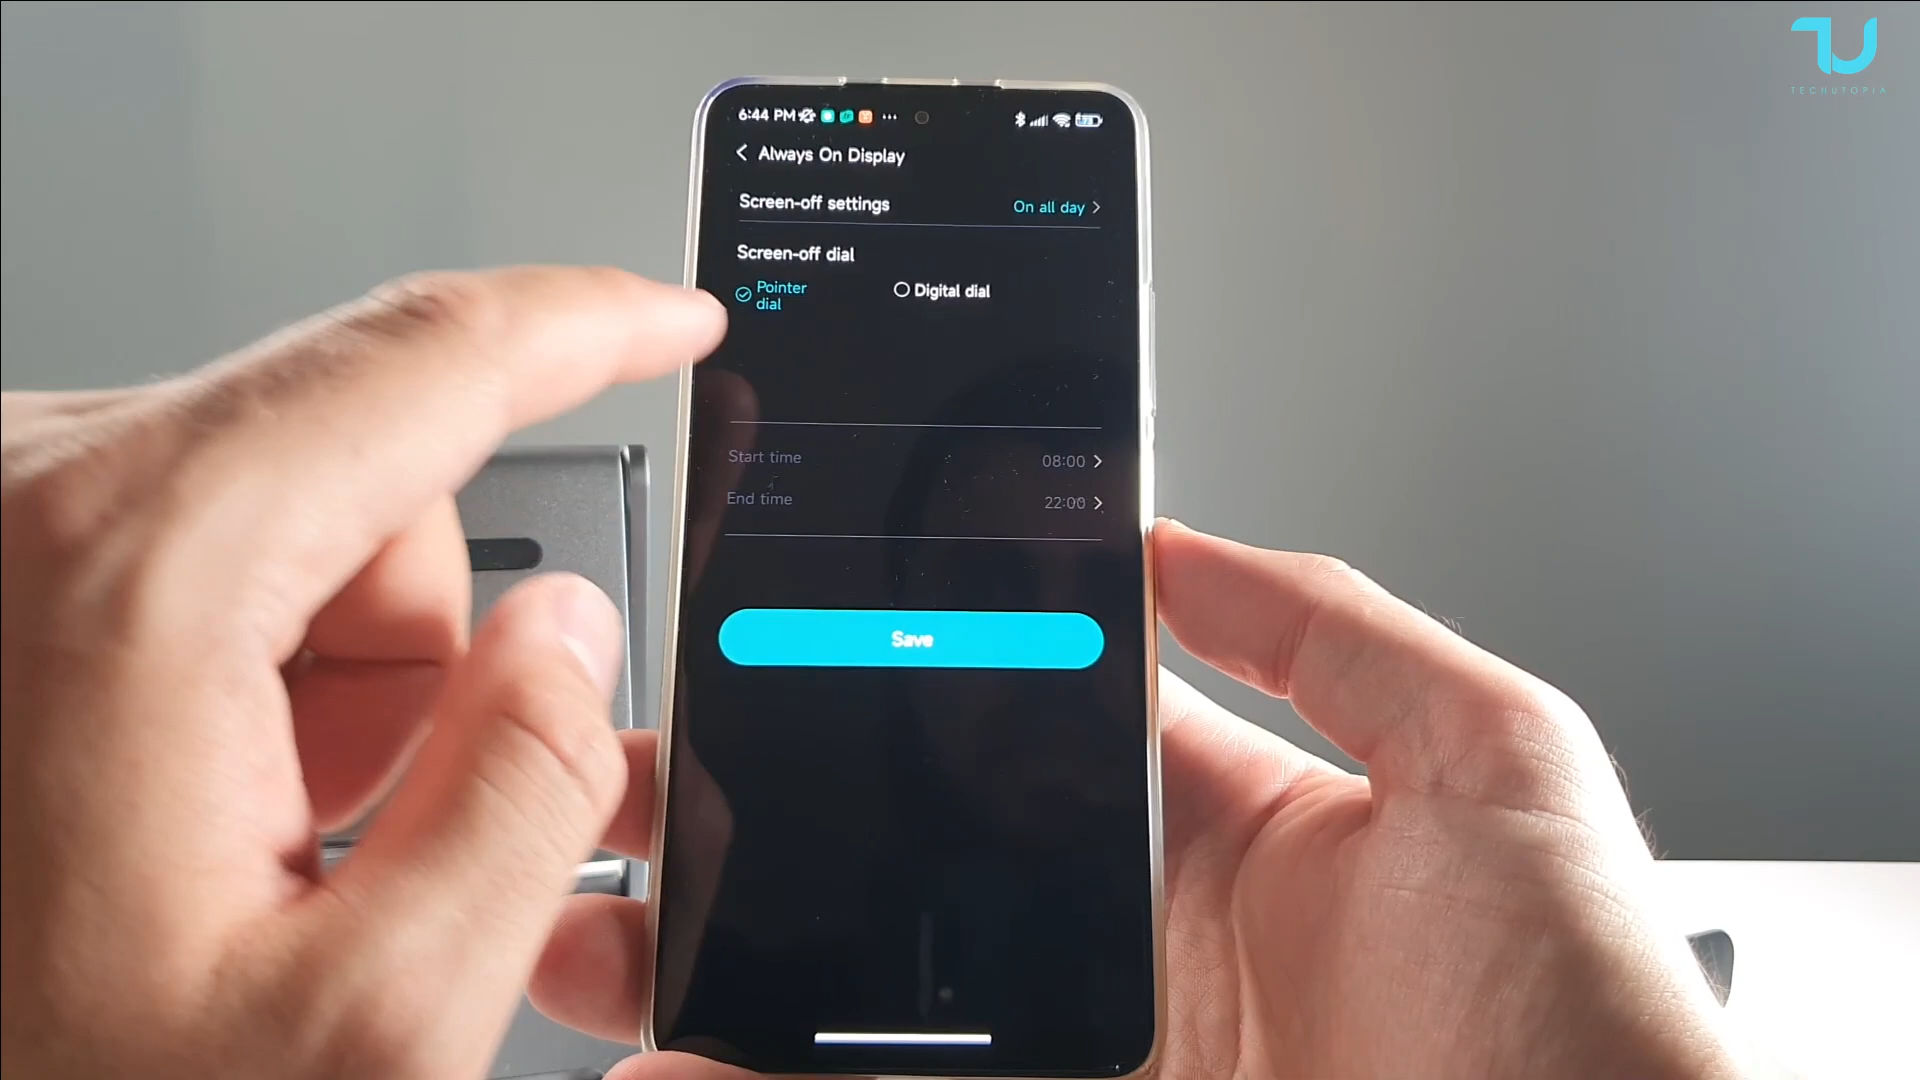 TECHUTOPIA
6:44 PM
Always On Display
Screen-off settings
On all day
Screen-off dial
Pointer
dial
Digital dial
Start time
08:00
End time
22:00
Save